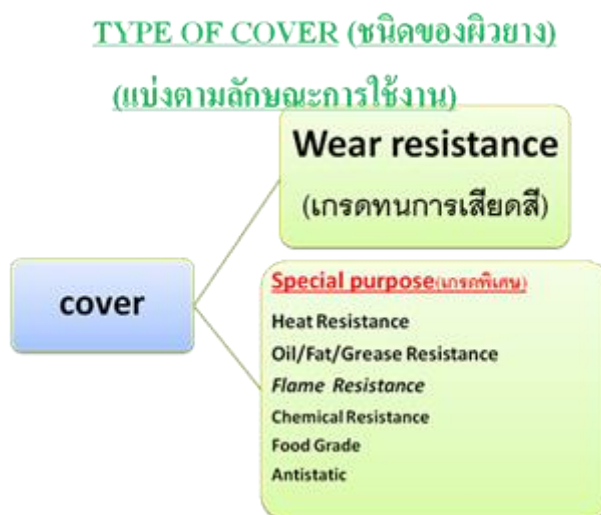 TYPE OF COVER (ชนิดของผิวยาง)
(แบ่งตามลักษณะการใช้งาน)
Wear resistance
(เกรดทนการเสียดสี)
cover
Special purpose(เกรดพิเศษ)
Heat Resistance
Oil/Fat/Grease Resistance
Flame Resistance
Chemical Resistance
Food Grade
Antistatic